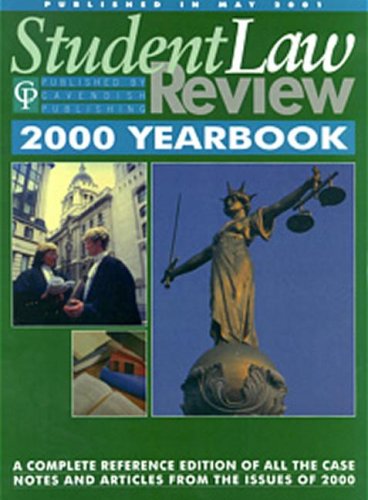 PUBLISHED IN MAY 2001
Student Law
Review
CP
PUBLISHED BY
CAVENDISH
PUBLISHING
2000 YEARBOOK
A COMPLETE REFERENCE EDITION OF ALL THE CASE
NOTES AND ARTICLES FROM THE ISSUES OF 2000